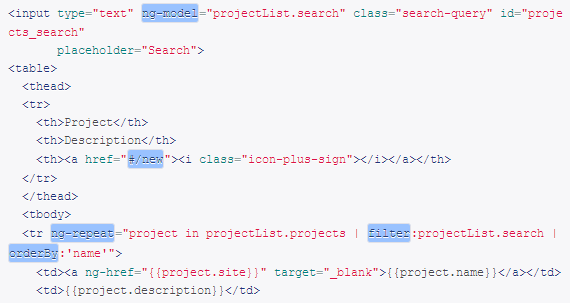 <input type="text" ng-model="projectList.search" class="search-query" id="proje
cts_search"
placeholder="Search">
<table>
<thead>
<tr>
<th>Project</th>
<th>Description</th>
<th><a href="#/new"><i class="icon-plus-sign"></i></a></th>
</tr>
</thead>
<tbody>
<tr ng-repeat="project in projectList.projects | filter:projectList.search |
orderBy:'name'">
<td><a ng-href="{{project.site}}" target="_blank">{{project.name}}</a></td>
<td>{{project.description}}</td>